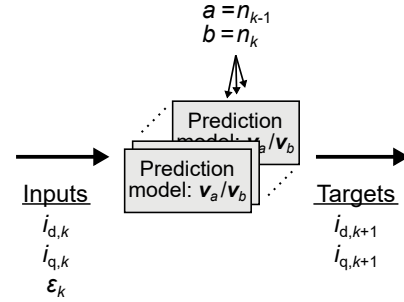 a = n_{k-1}
b = n_k
Prediction
model: v_a/v_b
Prediction
model: v_a/v_b
Inputs
i_{d,k}
i_{q,k}
ε_k
Targets
i_{d,k+1}
i_{q,k+1}